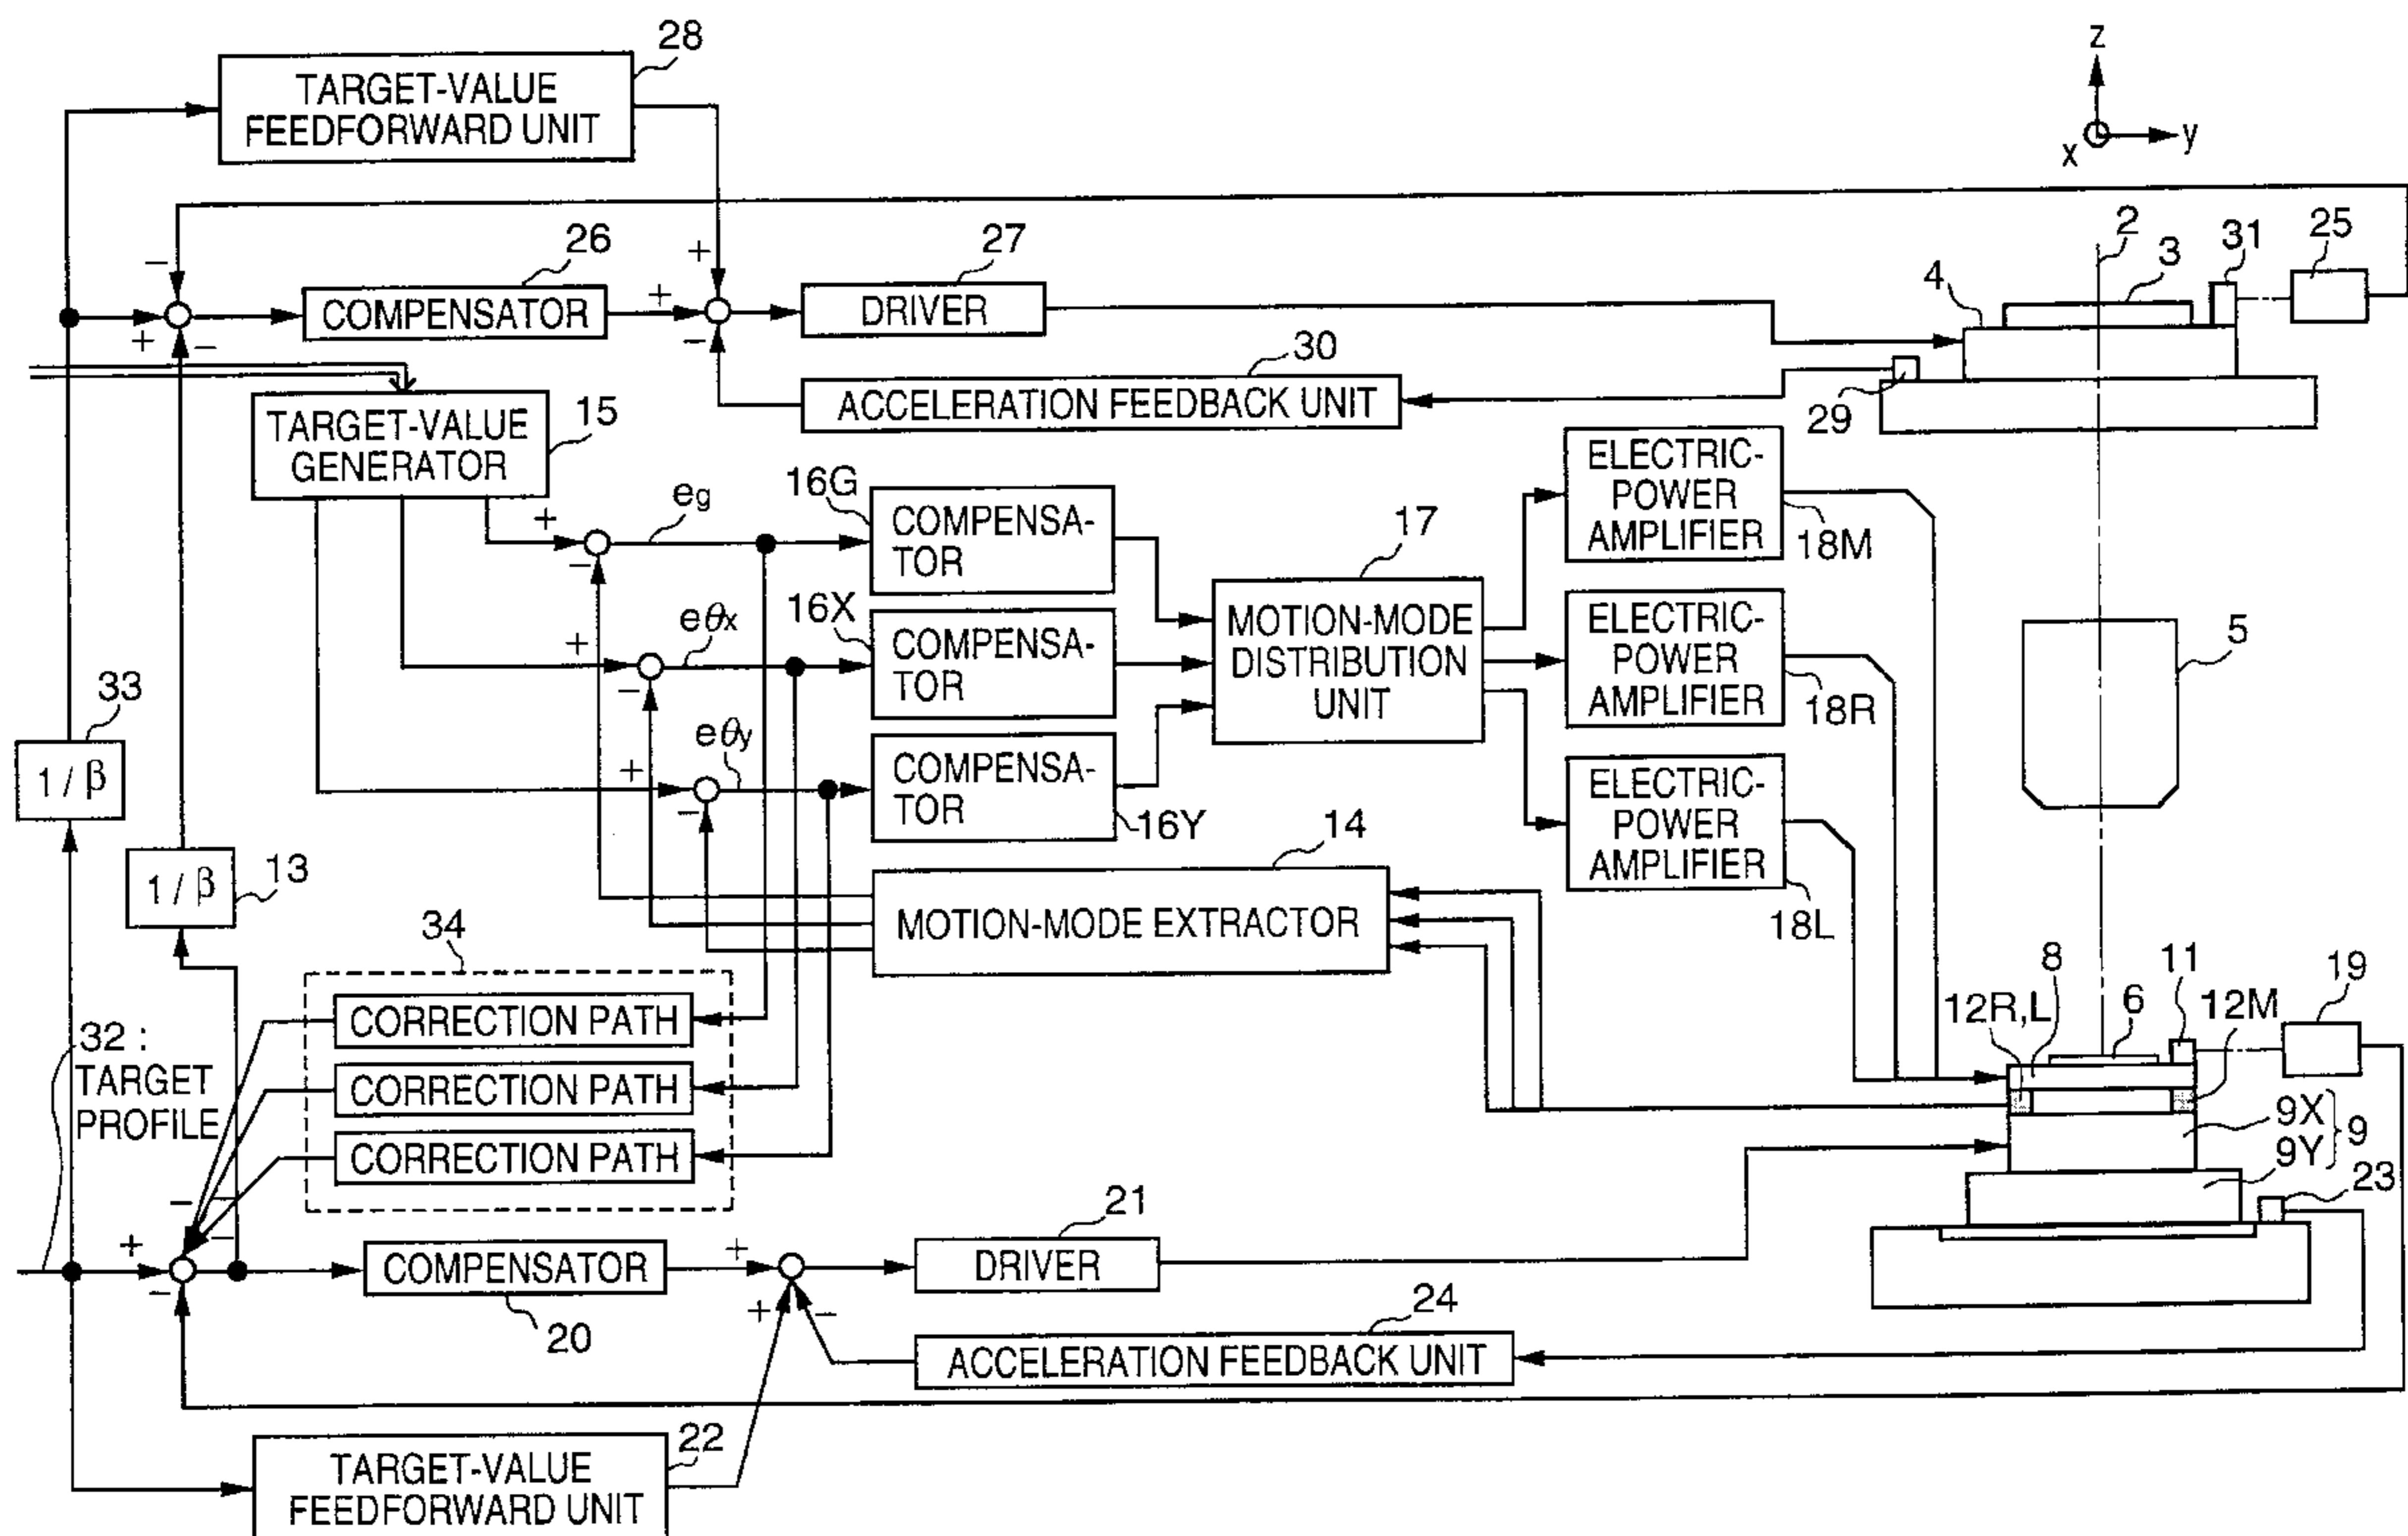 28
TARGET-VALUE
FEEDFORWARD UNIT
z
x
y
+
−
26
COMPENSATOR
+
27
DRIVER
2
3
31
25
4
+
−
−
30
ACCELERATION FEEDBACK UNIT
29
TARGET-VALUE
GENERATOR
15
+
eg
−
16G
COMPENSA-
TOR
17
ELECTRIC-
POWER
AMPLIFIER
18M
+
eθx
−
16X
COMPENSA-
TOR
MOTION-MODE
DISTRIBUTION
UNIT
ELECTRIC-
POWER
AMPLIFIER
18R
5
33
1 / β
+
eθy
−
COMPENSA-
TOR
16Y
ELECTRIC-
POWER
AMPLIFIER
18L
13
1 / β
14
MOTION-MODE EXTRACTOR
34
CORRECTION PATH
CORRECTION PATH
CORRECTION PATH
32 :
TARGET
PROFILE
12R,L
8
6
11
12M
19
9X
9Y
9
23
−
−
−
+
−
COMPENSATOR
20
+
+
−
21
DRIVER
24
ACCELERATION FEEDBACK UNIT
22
TARGET-VALUE
FEEDFORWARD UNIT